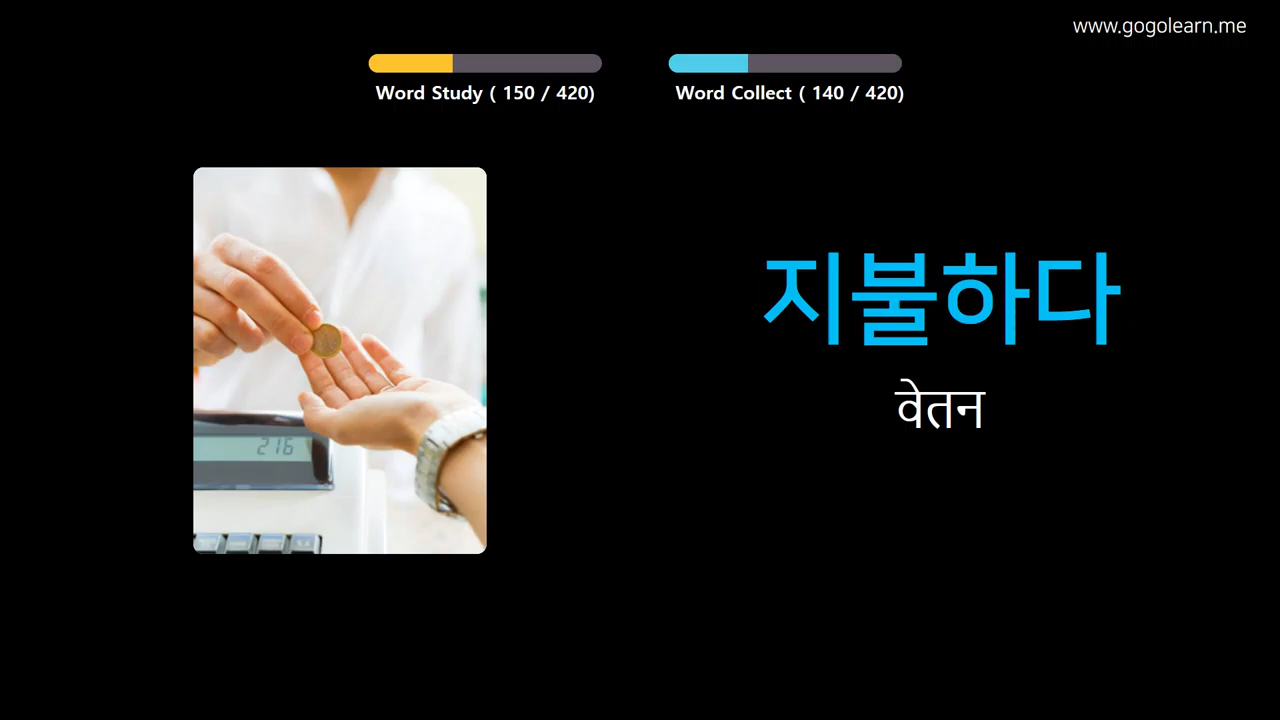 www.gogolearn.me
Word Study ( 150 / 420)
Word Collect ( 140 / 420)
지불하다
वेतन
216